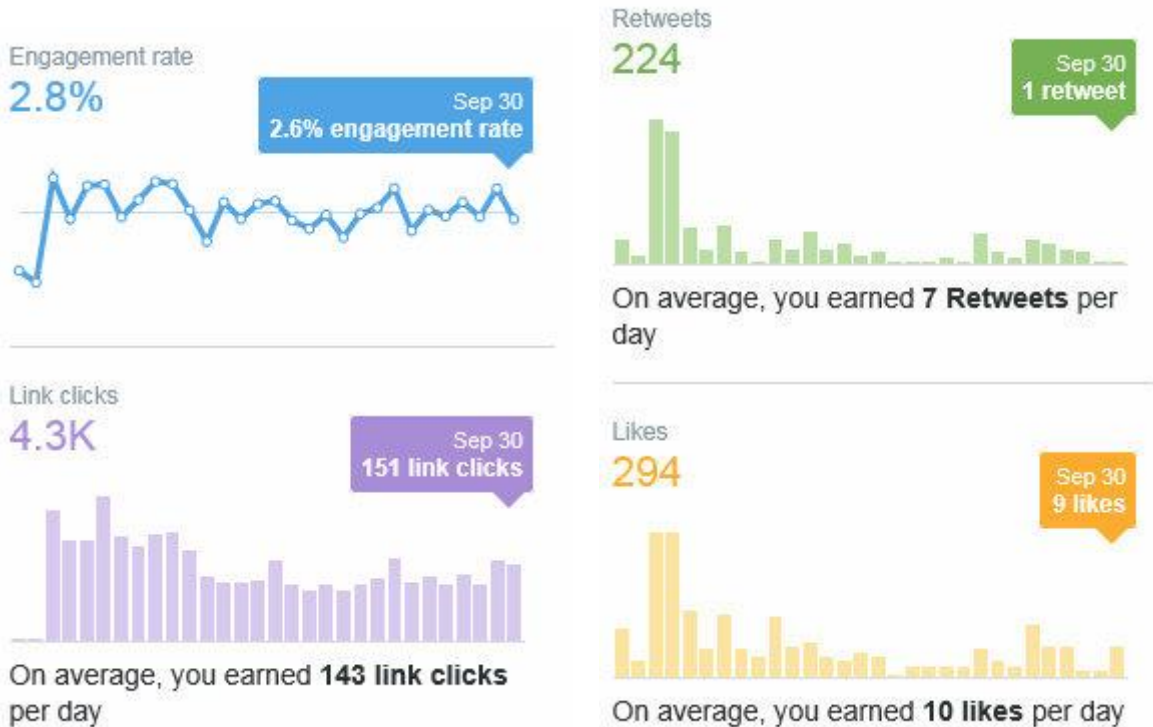 Engagement rate
2.8%
Sep 30
2.6% engagement rate
Link clicks
4.3K
Sep 30
151 link clicks
On average, you earned 143 link clicks
per day
Retweets
224
Sep 30
1 retweet
On average, you earned 7 Retweets per
day
Likes
294
Sep 30
9 likes
On average, you earned 10 likes per day